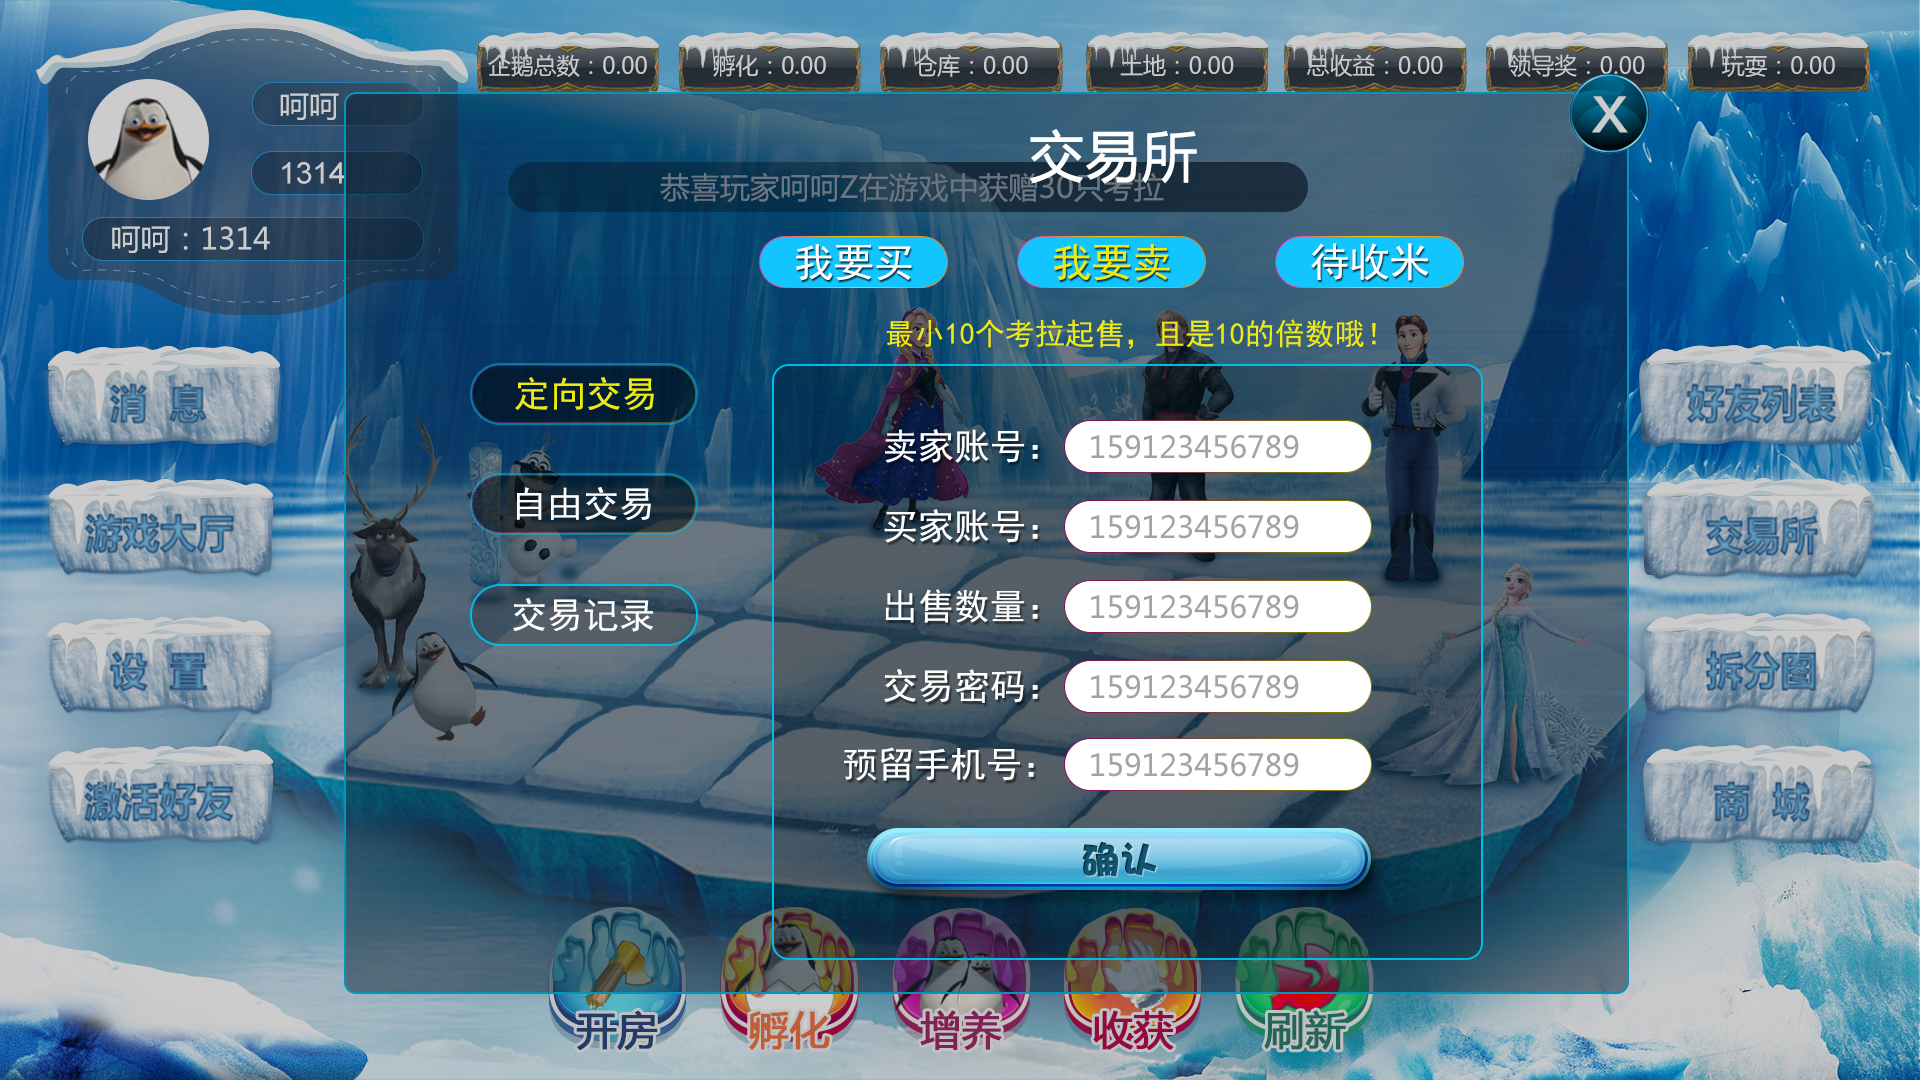 企鹅总数：0.00
孵化：0.00
仓库：0.00
土地：0.00
总收益：0.00
领导奖：0.00
玩耍：0.00
呵呵
1314
呵呵：1314
X
交易所
恭喜玩家呵呵Z在游戏中获赠30只考拉
我要买
我要卖
待收米
最小10个考拉起售，且是10的倍数哦！
定向交易
自由交易
交易记录
卖家账号：
159123456789
买家账号：
159123456789
出售数量：
159123456789
交易密码：
159123456789
预留手机号：
159123456789
确认
消 息
游戏大厅
设 置
激活好友
好友列表
交易所
拆分图
商 城
开房
孵化
增养
收获
刷新